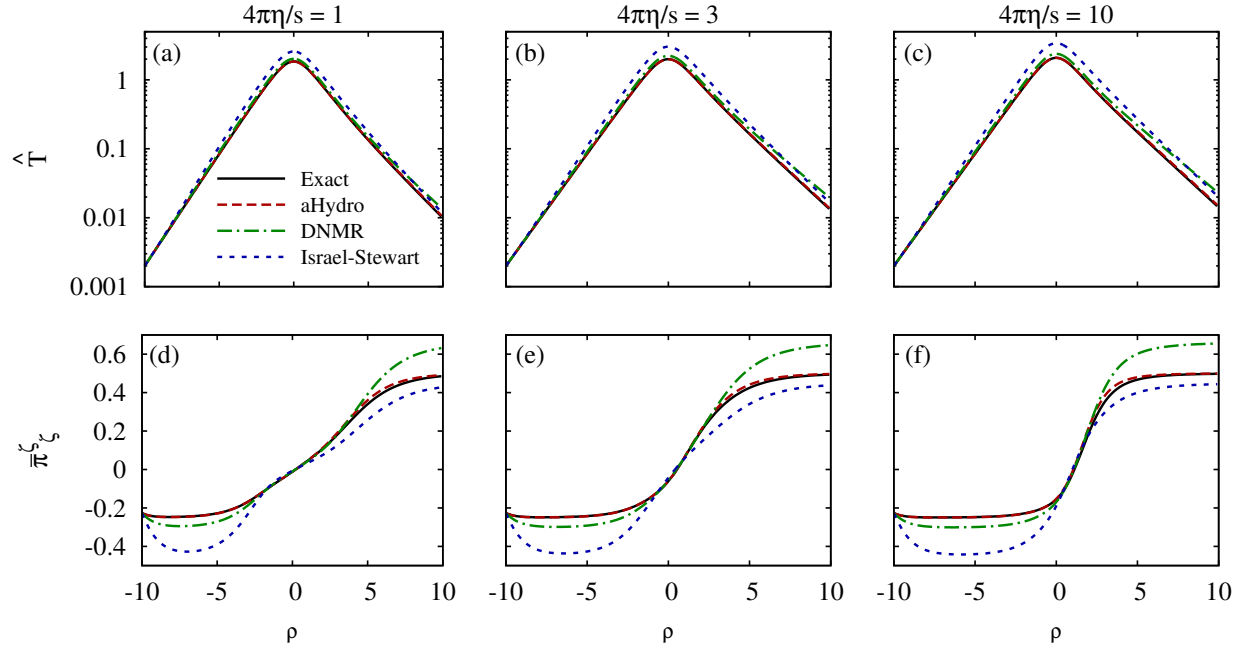 4πη/s = 1
4πη/s = 3
4πη/s = 10
(a)
(b)
(c)
1
0.1
0.01
0.001
T̂
Exact
aHydro
DNMR
Israel-Stewart
(d)
(e)
(f)
0.6
0.4
0.2
0
-0.2
-0.4
π̄^ζ_ζ
-10 -5 0 5 10
-10 -5 0 5 10
-10 -5 0 5 10
ρ
ρ
ρ